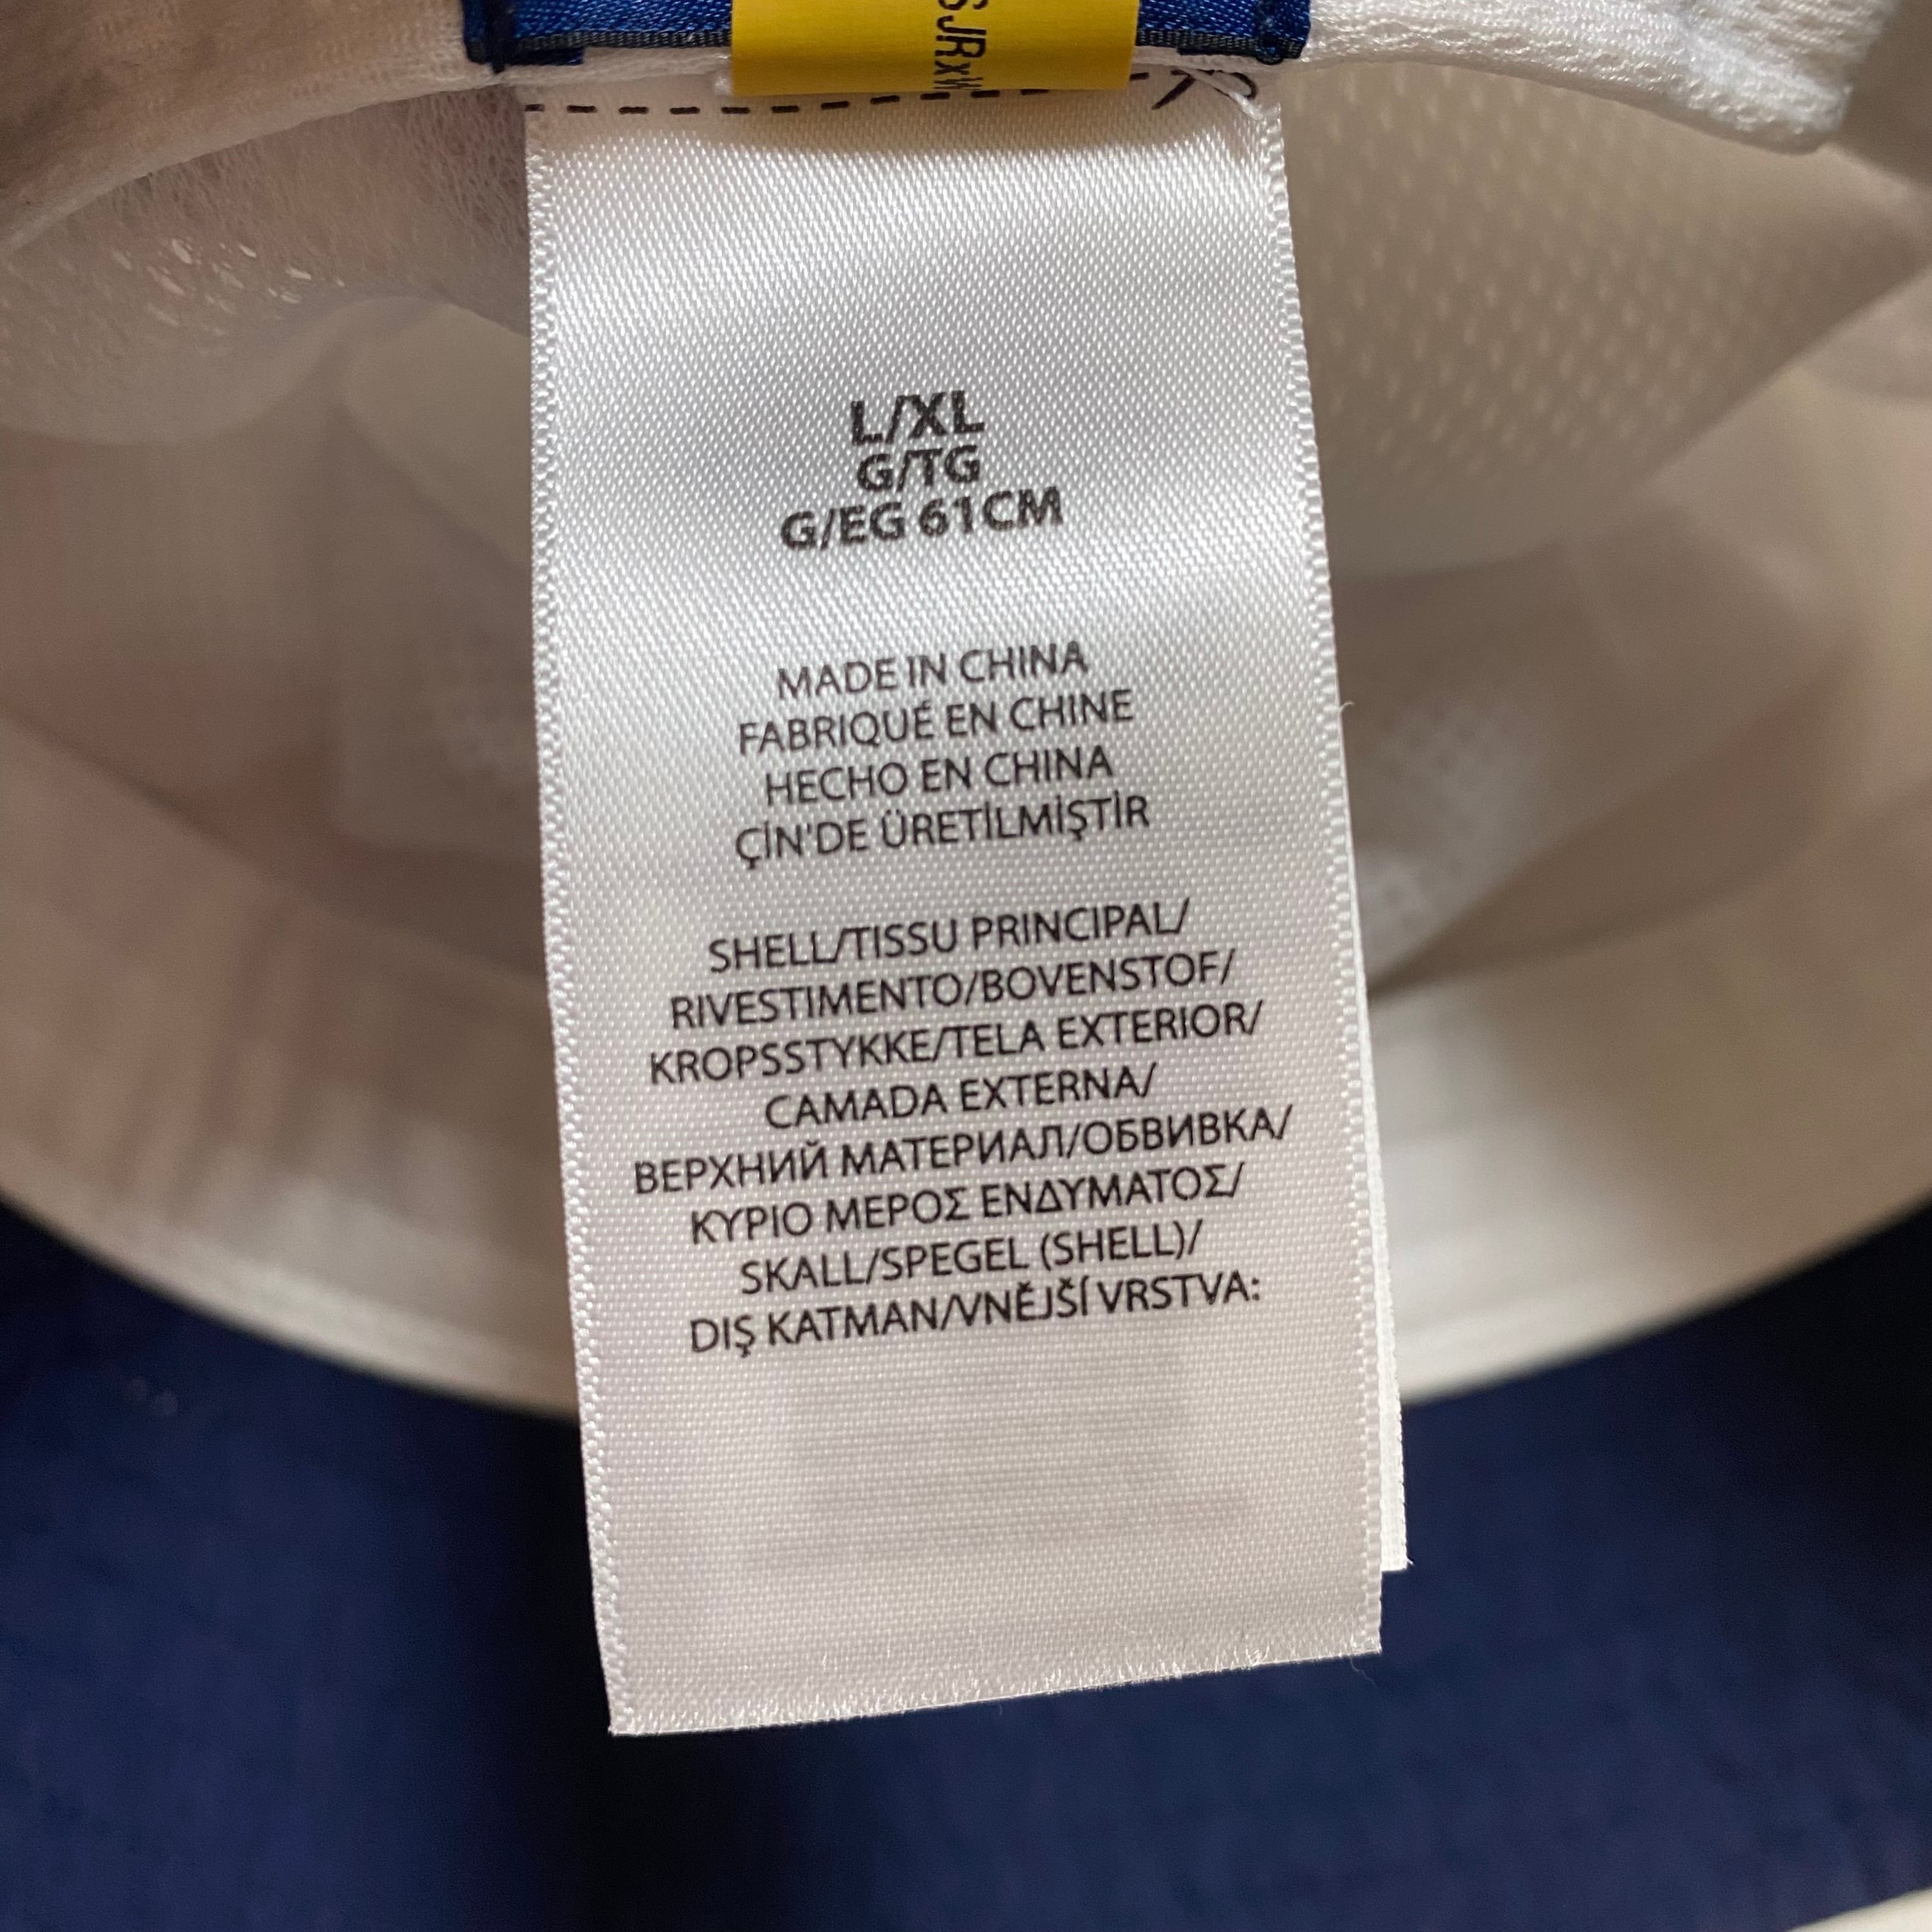 L/XL
G/TG
G/EG 61CM
MADE IN CHINA
FABRIQUÉ EN CHINE
HECHO EN CHINA
ÇİN'DE ÜRETİLMİŞTİR
SHELL/TISSU PRINCIPAL/
RIVESTIMENTO/BOVENSTOF/
KROPSSTYKKE/TELA EXTERIOR/
CAMADA EXTERNA/
ВЕРХНИЙ МАТЕРИАЛ/ОБВИВКА/
ΚΥΡΙΟ ΜΕΡΟΣ ΕΝΔΥΜΑΤΟΣ/
SKALL/SPEGEL (SHELL)/
DIŞ KATMAN/VNĚJŠÍ VRSTVA: